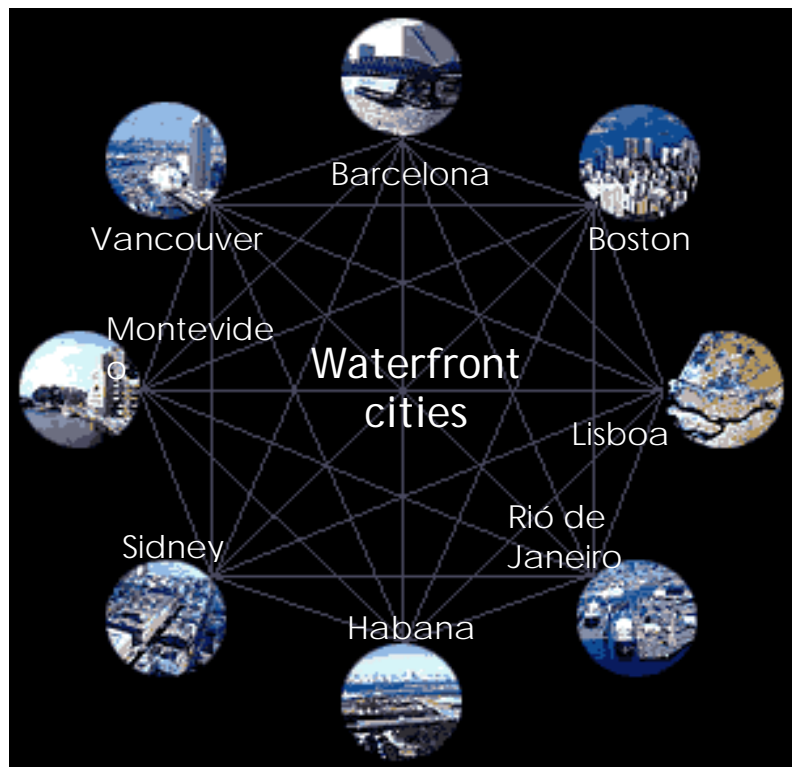 Barcelona
Vancouver
Boston
Montevide
o
Waterfront
cities
Lisboa
Rió de
Janeiro
Sidney
Habana